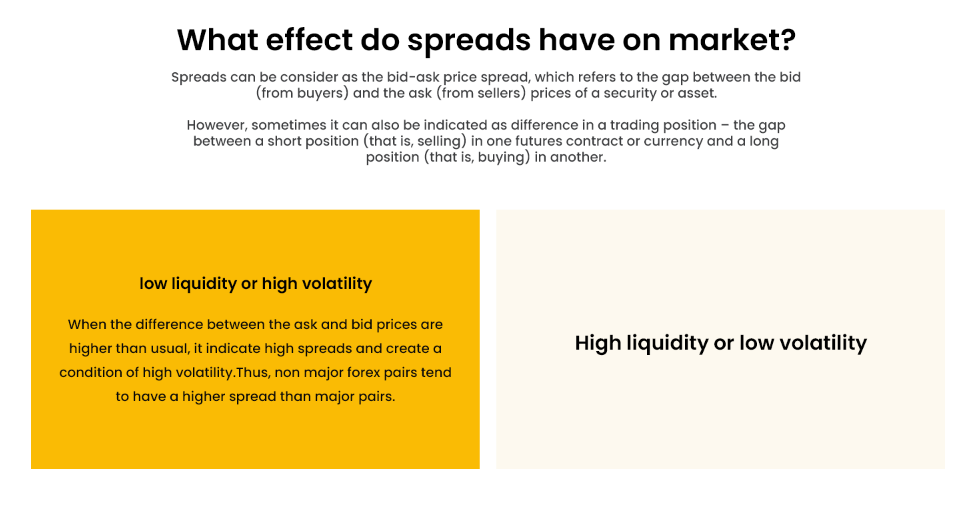 What effect do spreads have on market?
Spreads can be consider as the bid-ask price spread, which refers to the gap between the bid
(from buyers) and the ask (from sellers) prices of a security or asset.
However, sometimes it can also be indicated as difference in a trading position – the gap
between a short position (that is, selling) in one futures contract or currency and a long
position (that is, buying) in another.
low liquidity or high volatility
When the difference between the ask and bid prices are
higher than usual, it indicate high spreads and create a
condition of high volatility.Thus, non major forex pairs tend
to have a higher spread than major pairs.
High liquidity or low volatility